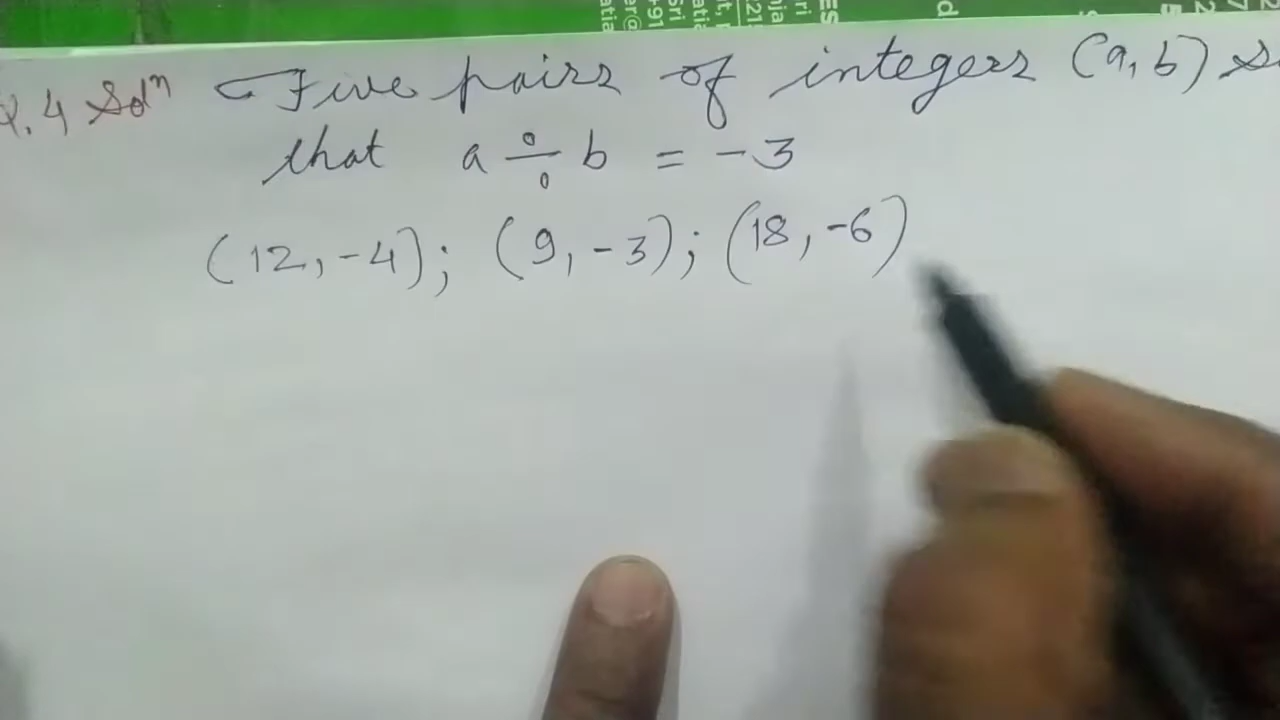 Q.4 Solⁿ Five pairs of integers (a, b)
that a ÷ b = -3
(12, -4); (9, -3); (18, -6)